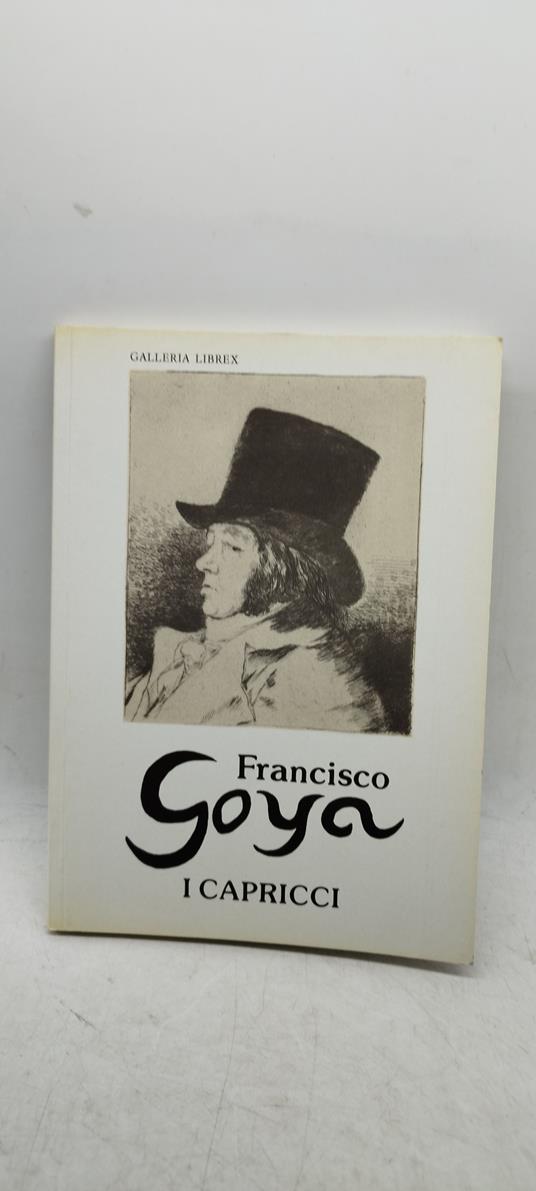 GALLERIA LIBREX
Francisco
Goya
I CAPRICCI